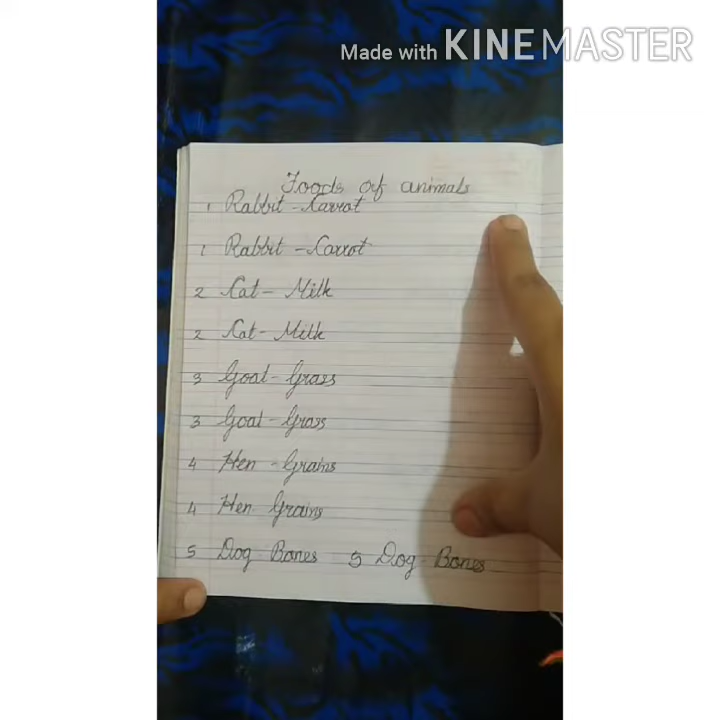 Made with KINEMASTER
Foods of animals
1 Rabbit - Carrot
1 Rabbit - Carrot
2 Cat - Milk
2 Cat - Milk
3 Goat - Grass
3 Goat - Grass
4 Hen - Grains
4 Hen Grains
5 Dog Bones 5 Dog - Bones